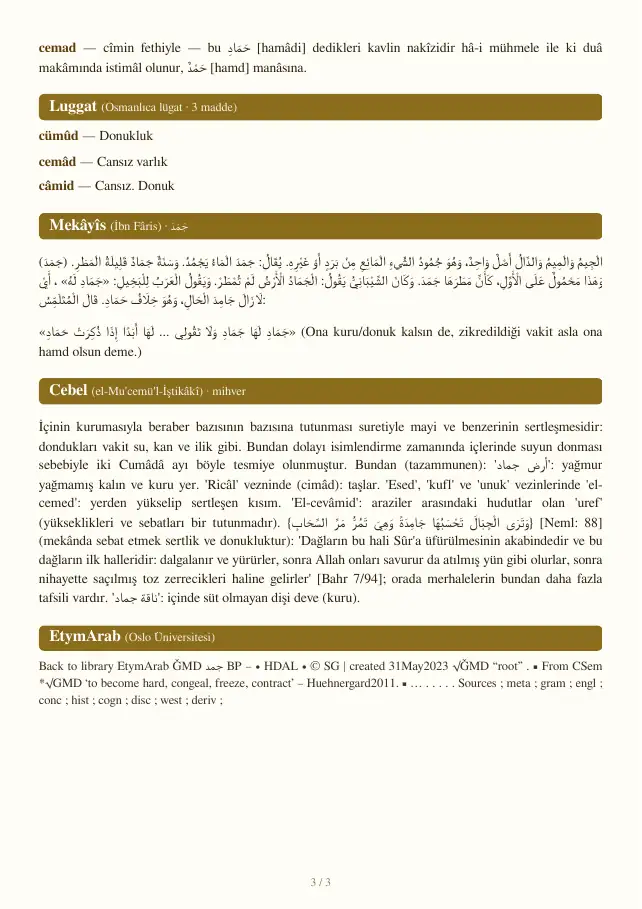 cemad — cîmin fethiyle — bu حَمَادِ [hamâdi] dedikleri kavlin nakîzidir hâ-i mühmele ile ki duâ
makâmında istimâl olunur, حَمْدْ [hamd] manâsına.
Luggat (Osmanlıca lügat · 3 madde)
cümûd — Donukluk
cemâd — Cansız varlık
câmid — Cansız. Donuk
Mekâyîs (İbn Fâris) · جَمَدَ
(جَمَدَ) الْجِيمُ وَالْمِيمُ وَالدَّالُ أَصْلٌ وَاحِدٌ، وَهُوَ جُمُودُ الشَّيْءِ الْمَائِعِ مِنْ بَرَدٍ أَوْ غَيْرِهِ. يُقَالُ: جَمَدَ الْمَاءُ يَجْمُدُ. وَسَنَةٌ جَمَادٌ قَلِيلَةُ الْمَطَرِ.
وَهَذَا مَحْمُولٌ عَلَى الْأَوَّلِ، كَأَنَّ مَطَرَهَا جَمَدَ. وَكَانَ الشَّيْبَانِيُّ يَقُولُ: الْجَمَادُ الْأَرْضُ لَمْ تُمْطَرْ. وَيَقُولُ الْعَرَبُ لِلْبَخِيلِ: «جَمَادِ لَهُ» ، أَيْ
لَا زَالَ جَامِدَ الْحَالِ، وَهُوَ خِلَافُ حَمَادِ. قَالَ الْمُتَلَمِّسُ:
«جَمَادِ لَهَا جَمَادِ وَلَا تَقُولِي ... لَهَا أَبَدًا إِذَا ذُكِرَتْ حَمَادِ» (Ona kuru/donuk kalsın de, zikredildiği vakit asla ona
hamd olsun deme.)
Cebel (el-Mu'cemü'l-İştikâkî) · mihver
İçinin kurumasıyla beraber bazısının bazısına tutunması suretiyle mayi ve benzerinin sertleşmesidir:
dondukları vakit su, kan ve ilik gibi. Bundan dolayı isimlendirme zamanında içlerinde suyun donması
sebebiyle iki Cumâdâ ayı böyle tesmiye olunmuştur. Bundan (tazammunen): 'أرض جماد': yağmur
yağmamış kalın ve kuru yer. 'Ricâl' vezninde (cimâd): taşlar. 'Esed', 'kufl' ve 'unuk' vezinlerinde 'el-
cemed': yerden yükselip sertleşen kısım. 'El-cevâmid': araziler arasındaki hudutlar olan 'uref'
(yükseklikleri ve sebatları bir tutunmadır). {وَتَرَى الْجِبَالَ تَحْسَبُهَا جَامِدَةً وَهِيَ تَمُرُّ مَرَّ السَّحَابِ} [Neml: 88]
(mekânda sebat etmek sertlik ve donukluktur): 'Dağların bu hali Sûr'a üfürülmesinin akabindedir ve bu
dağların ilk halleridir: dalgalanır ve yürürler, sonra Allah onları savurur da atılmış yün gibi olurlar, sonra
nihayette saçılmış toz zerrecikleri haline gelirler' [Bahr 7/94]; orada merhalelerin bundan daha fazla
tafsili vardır. 'ناقة جماد': içinde süt olmayan dişi deve (kuru).
EtymArab (Oslo Üniversitesi)
Back to library EtymArab ǦMD جمد BP – • HDAL • © SG | created 31May2023 √ǦMD “root” . ▪ From CSem
*√GMD ‘to become hard, congeal, freeze, contract’ – Huehnergard2011. ▪ … . . . . . Sources ; meta ; gram ; engl ;
conc ; hist ; cogn ; disc ; west ; deriv ;
3 / 3